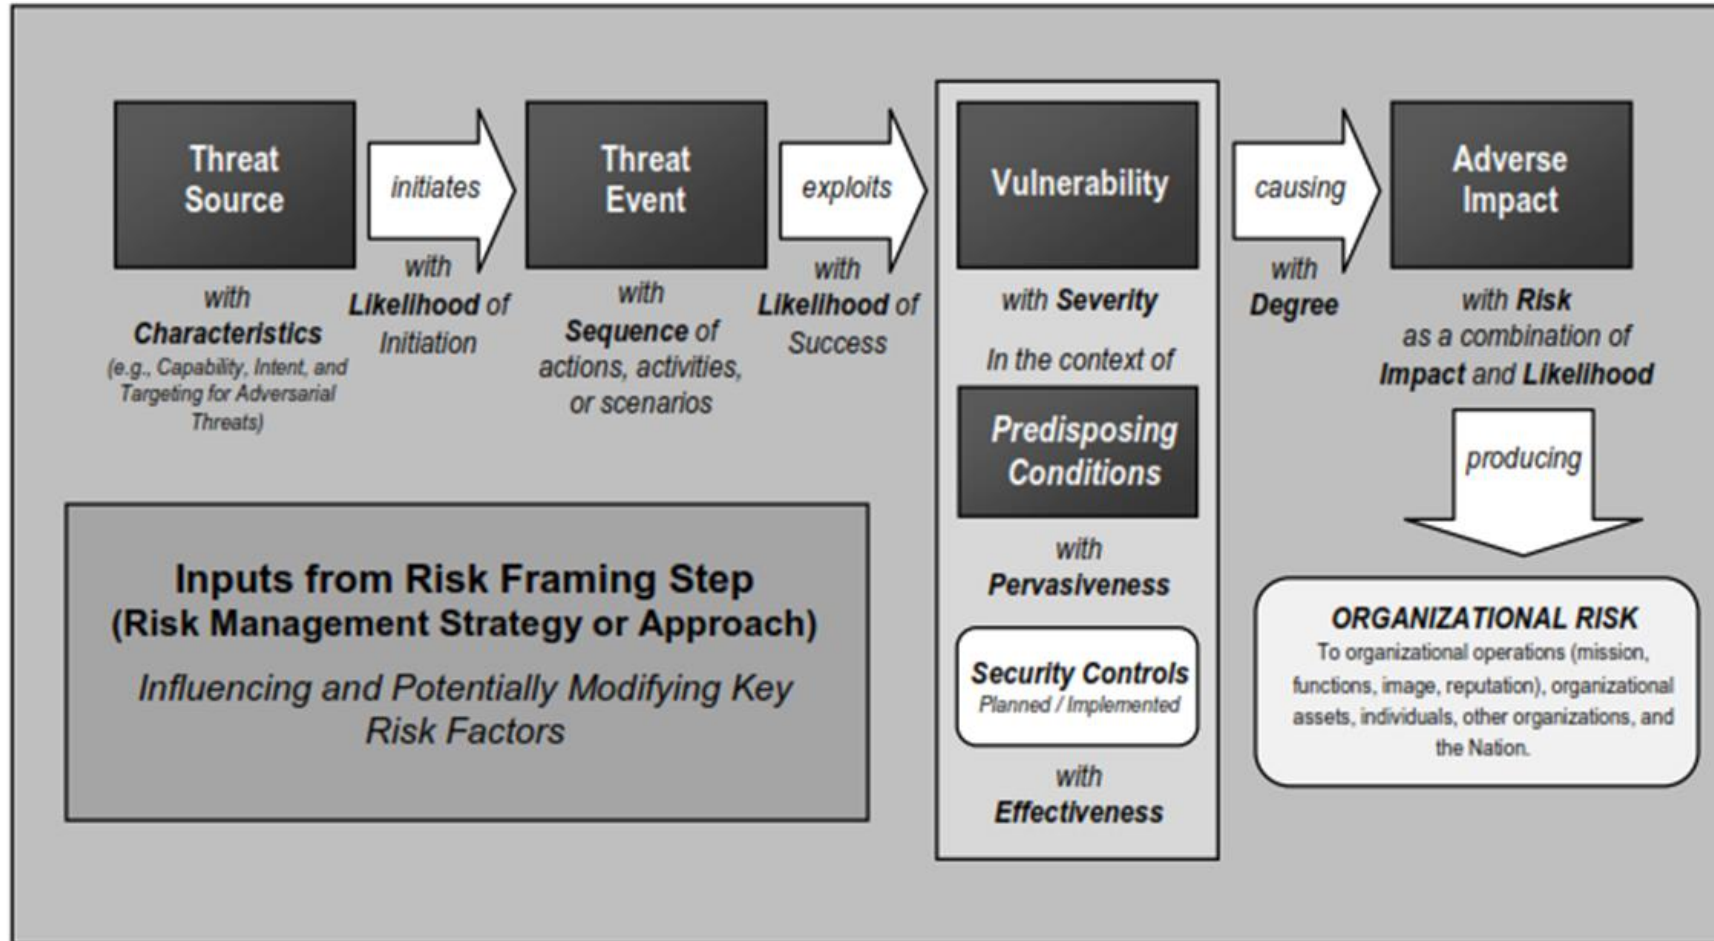 Threat
Source
initiates
Threat
Event
exploits
Vulnerability
causing
Adverse
Impact
with
Characteristics
(e.g., Capability, Intent, and
Targeting for Adversarial
Threats)
with
Likelihood of
Initiation
with
Sequence of
actions, activities,
or scenarios
with
Likelihood of
Success
with Severity
In the context of
Predisposing
Conditions
with
Pervasiveness
Security Controls
Planned / Implemented
with
Effectiveness
with
Degree
with Risk
as a combination of
Impact and Likelihood
producing
ORGANIZATIONAL RISK
To organizational operations (mission,
functions, image, reputation), organizational
assets, individuals, other organizations, and
the Nation.
Inputs from Risk Framing Step
(Risk Management Strategy or Approach)
Influencing and Potentially Modifying Key
Risk Factors